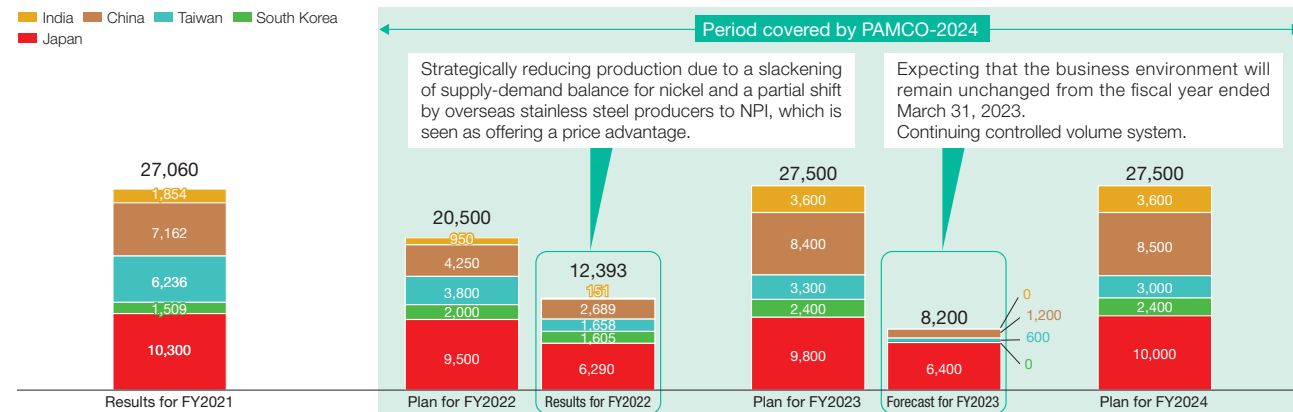 India China Taiwan South Korea
Japan
Period covered by PAMCO-2024
Strategically reducing production due to a slackening
of supply-demand balance for nickel and a partial shift
by overseas stainless steel producers to NPI, which is
seen as offering a price advantage.
Expecting that the business environment will
remain unchanged from the fiscal year ended
March 31, 2023.
Continuing controlled volume system.
27,060
1,854
7,162
6,236
1,509
10,300
Results for FY2021
20,500
950
4,250
3,800
2,000
9,500
Plan for FY2022
12,393
151
2,689
1,658
1,605
6,290
Results for FY2022
27,500
3,600
8,400
3,300
2,400
9,800
Plan for FY2023
8,200
0
1,200
600
0
6,400
Forecast for FY2023
27,500
3,600
8,500
3,000
2,400
10,000
Plan for FY2024